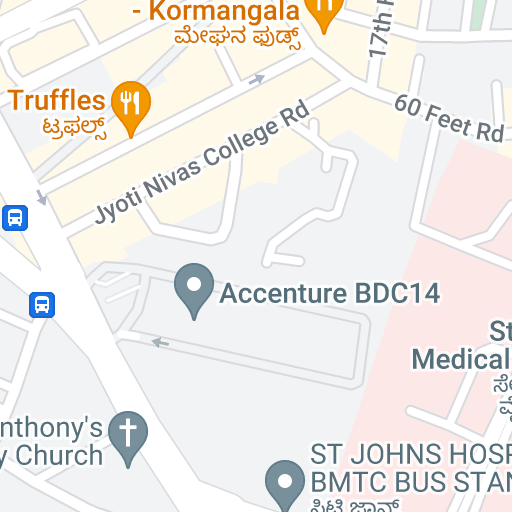 - Kormangala
ಮೇಘನ ಫುಡ್ಸ್
17th
Truffles
ಟ್ರಫಲ್ಸ್
60 Feet Rd
Jyoti Nivas College Rd
Accenture BDC14
St
Medical
nthony's
y Church
ST JOHNS HOSP
BMTC BUS STAN